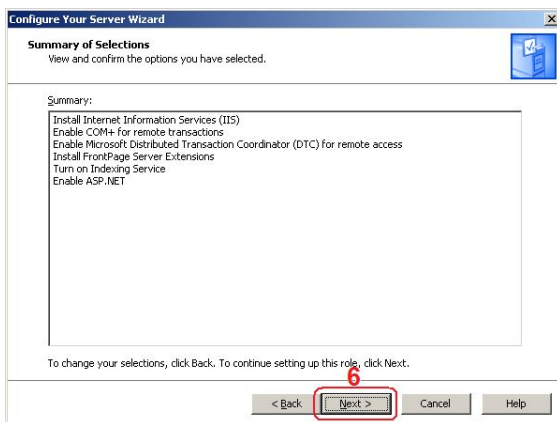 Configure Your Server Wizard
Summary of Selections
View and confirm the options you have selected.
Summary:
Install Internet Information Services (IIS)
Enable COM+ for remote transactions
Enable Microsoft Distributed Transaction Coordinator (DTC) for remote access
Install FrontPage Server Extensions
Turn on Indexing Service
Enable ASP.NET
To change your selections, click Back. To continue setting up this role, click Next.
6
< Back Next > Cancel Help